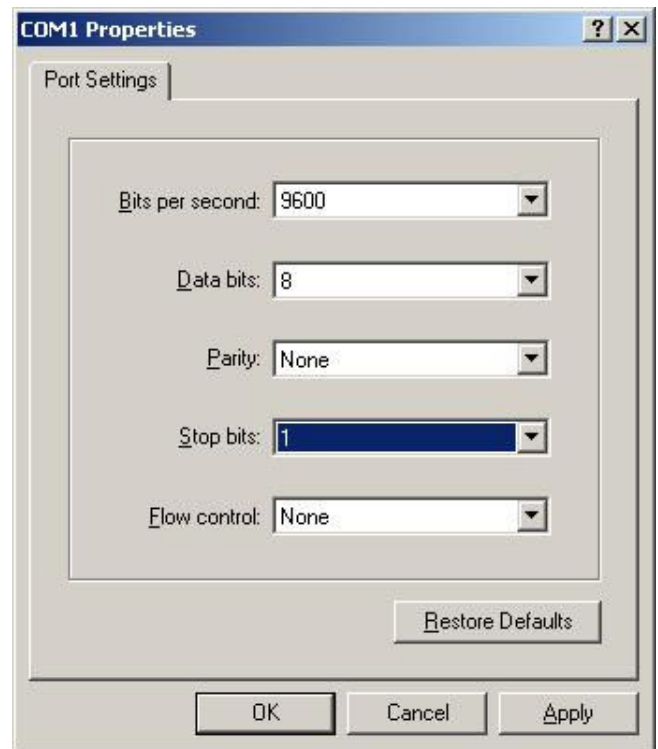 COM1 Properties
Port Settings
Bits per second: 9600
Data bits: 8
Parity: None
Stop bits: 1
Flow control: None
Restore Defaults
OK Cancel Apply